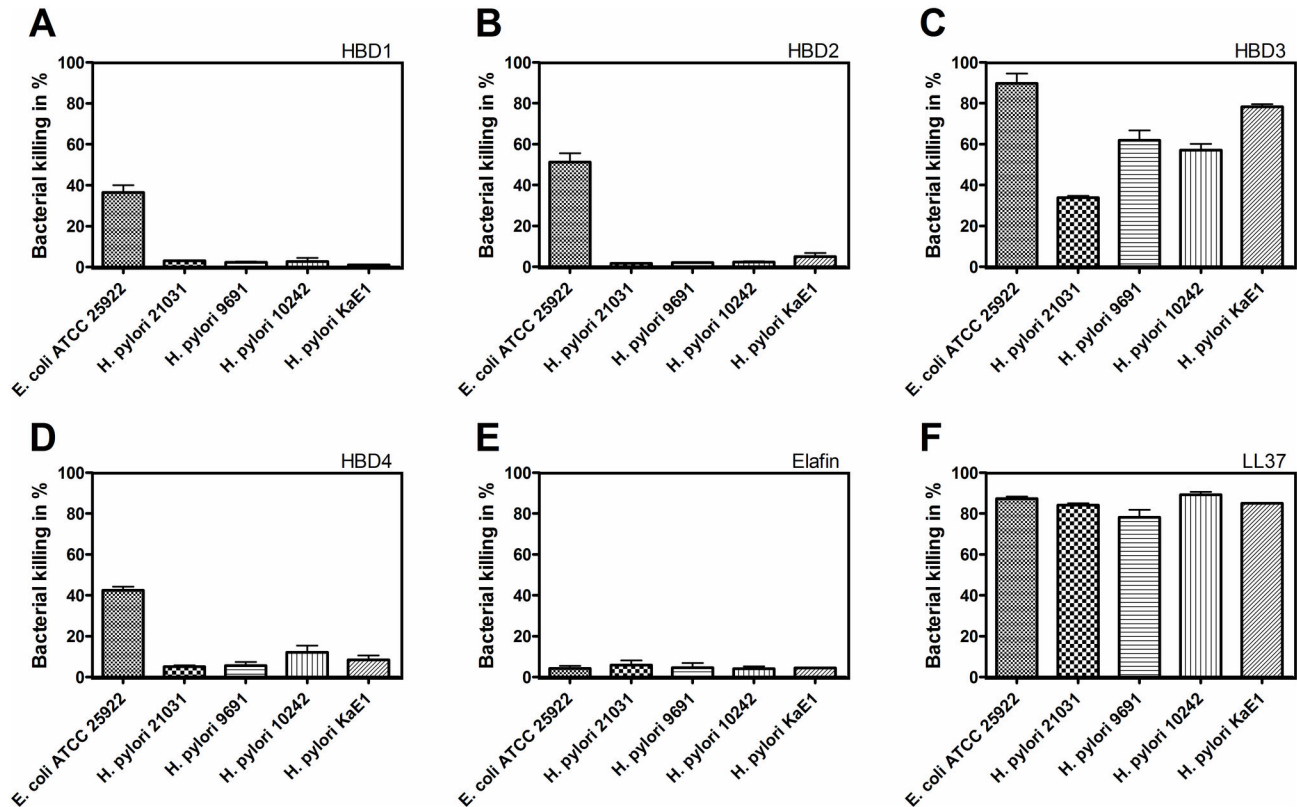 A
HBD1
Bacterial killing in %
100
80
60
40
20
0
E. coli ATCC 25922
H. pylori 21031
H. pylori 9691
H. pylori 10242
H. pylori KaE1
B
HBD2
Bacterial killing in %
100
80
60
40
20
0
E. coli ATCC 25922
H. pylori 21031
H. pylori 9691
H. pylori 10242
H. pylori KaE1
C
HBD3
Bacterial killing in %
100
80
60
40
20
0
E. coli ATCC 25922
H. pylori 21031
H. pylori 9691
H. pylori 10242
H. pylori KaE1
D
HBD4
Bacterial killing in %
100
80
60
40
20
0
E. coli ATCC 25922
H. pylori 21031
H. pylori 9691
H. pylori 10242
H. pylori KaE1
E
Elafin
Bacterial killing in %
100
80
60
40
20
0
E. coli ATCC 25922
H. pylori 21031
H. pylori 9691
H. pylori 10242
H. pylori KaE1
F
LL37
Bacterial killing in %
100
80
60
40
20
0
E. coli ATCC 25922
H. pylori 21031
H. pylori 9691
H. pylori 10242
H. pylori KaE1